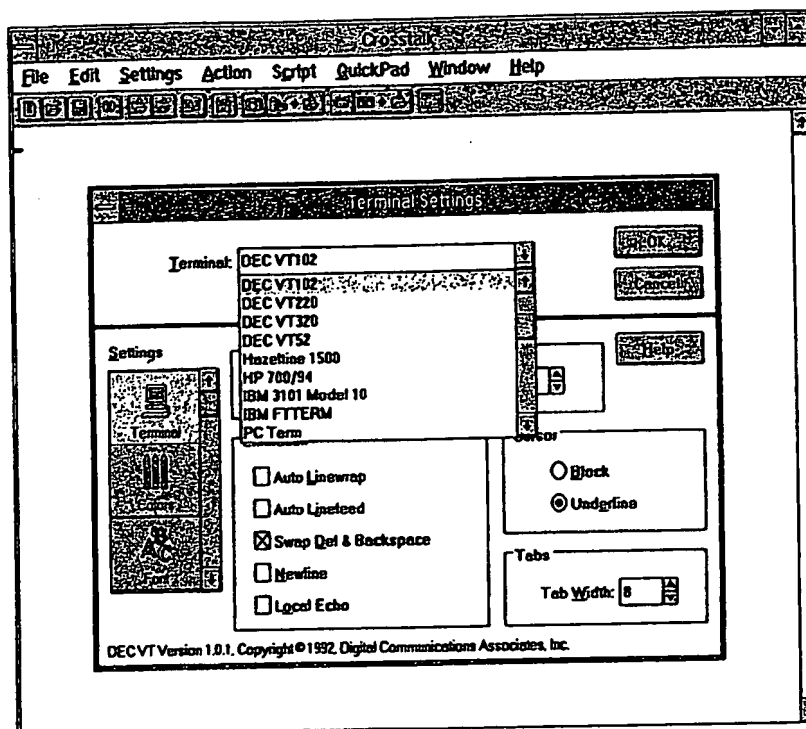 Crosstalk
File Edit Settings Action Script QuickPad Window Help
Terminal Settings
Terminal: DEC VT102
OK
DEC VT102
Cancel
DEC VT220
DEC VT320
DEC VT52
Settings
Hazeltine 1500
Help
HP 700/94
IBM 3101 Model 10
IBM FTTERM
Terminal
PC Term
Cursor
Auto Linewrap
Block
Colors
Auto Linefeed
Underline
Swap Del & Backspace
Font
Newline
Tabs
Local Echo
Tab Width: 8
DEC VT Version 1.0.1, Copyright © 1992, Digital Communications Associates, Inc.